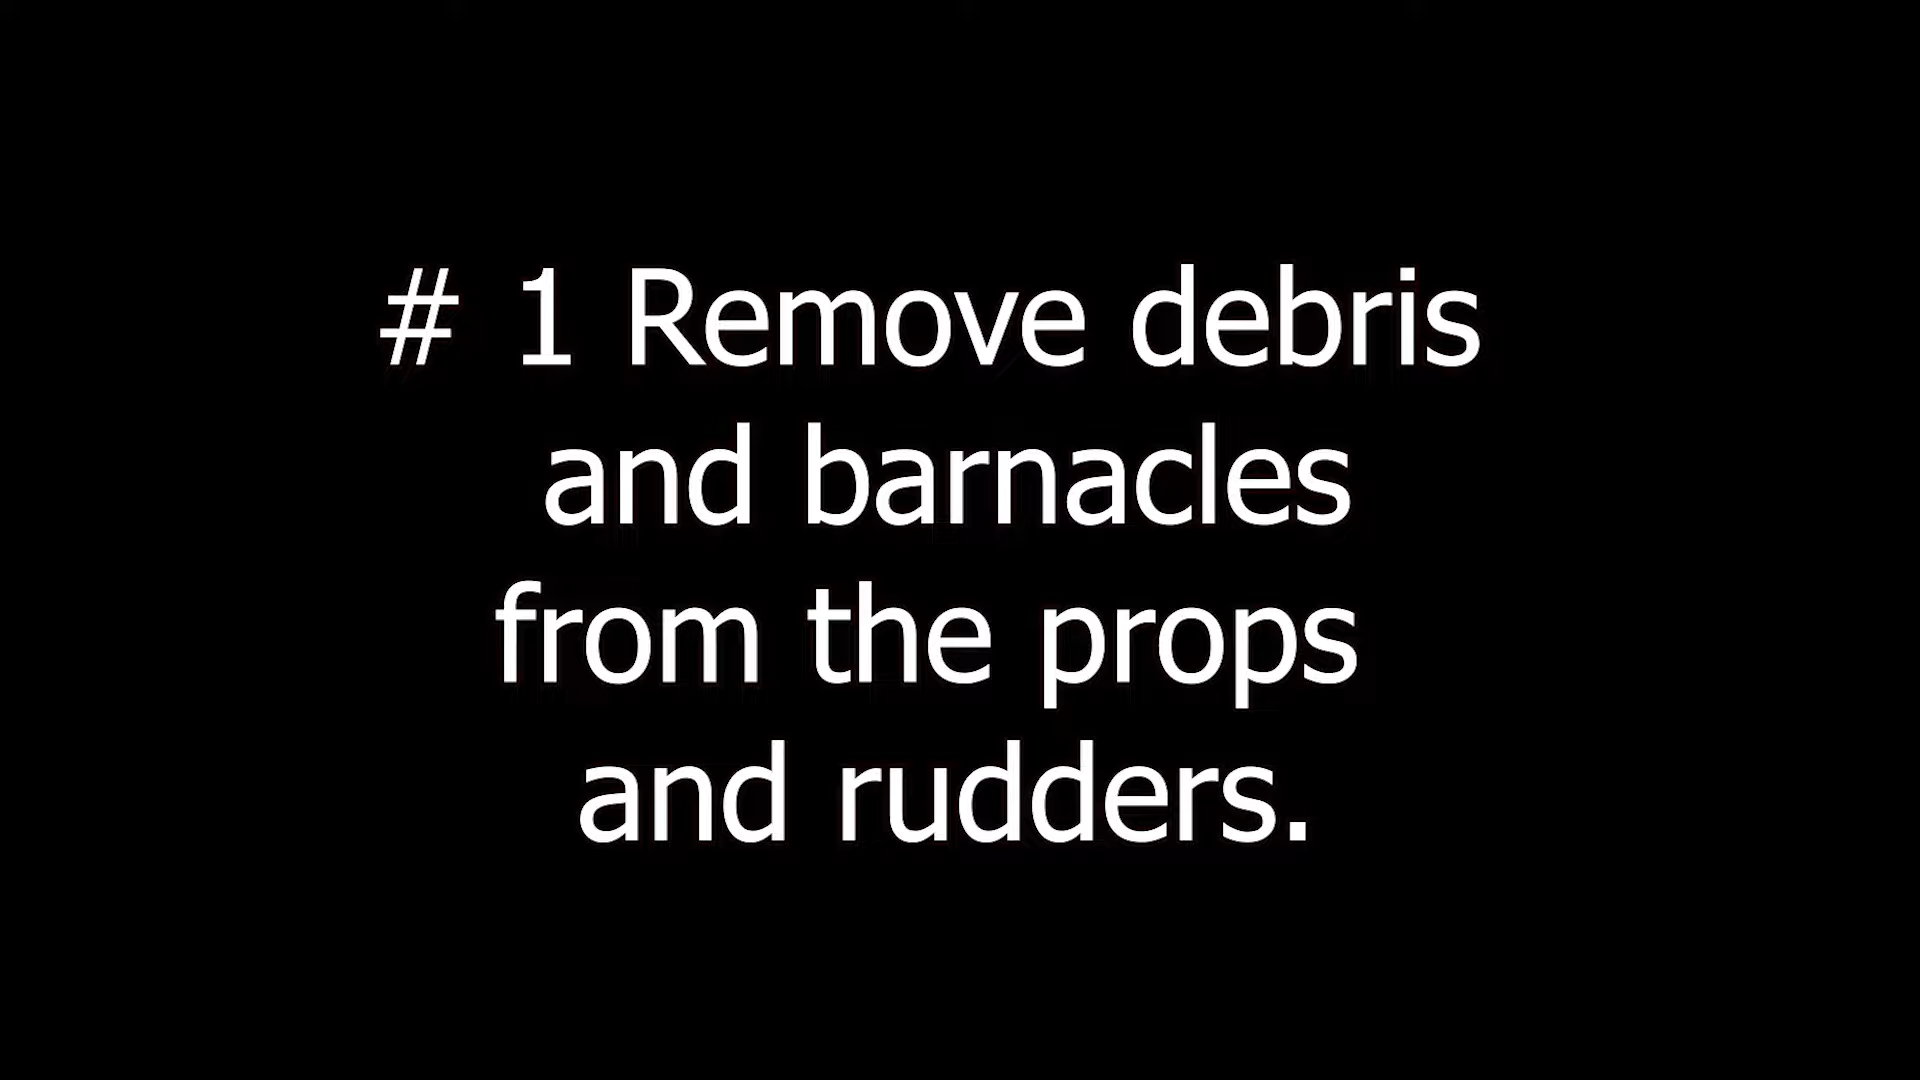 # 1 Remove debris
and barnacles
from the props
and rudders.